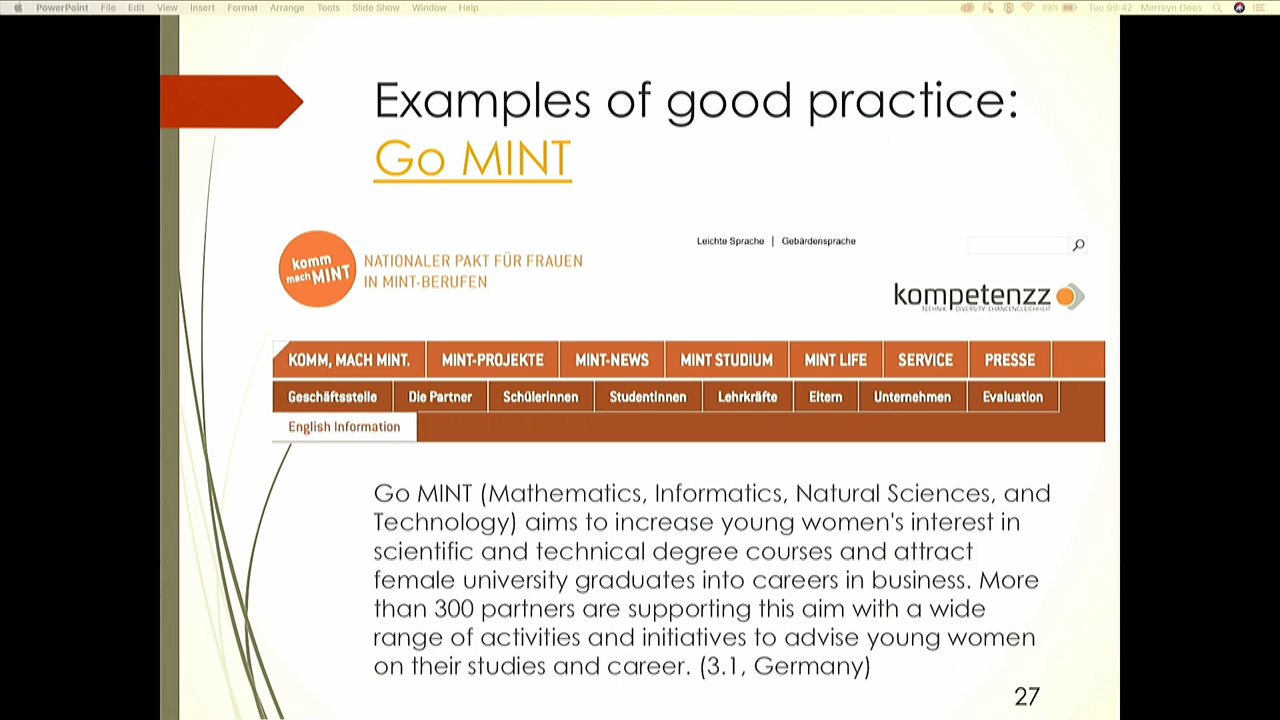 PowerPoint File Edit View Insert Format Arrange Tools Slide Show Window Help 89% Tue 09:42 Merrilyn Goos
Examples of good practice:
Go MINT
Leichte Sprache | Gebärdensprache
komm
mach MINT
NATIONALER PAKT FÜR FRAUEN
IN MINT-BERUFEN
kompetenzz
TECHNIK DIVERSITY CHANCENGLEICHHEIT
KOMM, MACH MINT. MINT-PROJEKTE MINT-NEWS MINT STUDIUM MINT LIFE SERVICE PRESSE
Geschäftsstelle Die Partner Schülerinnen Studentinnen Lehrkräfte Eltern Unternehmen Evaluation
English Information
Go MINT (Mathematics, Informatics, Natural Sciences, and
Technology) aims to increase young women's interest in
scientific and technical degree courses and attract
female university graduates into careers in business. More
than 300 partners are supporting this aim with a wide
range of activities and initiatives to advise young women
on their studies and career. (3.1, Germany)
27